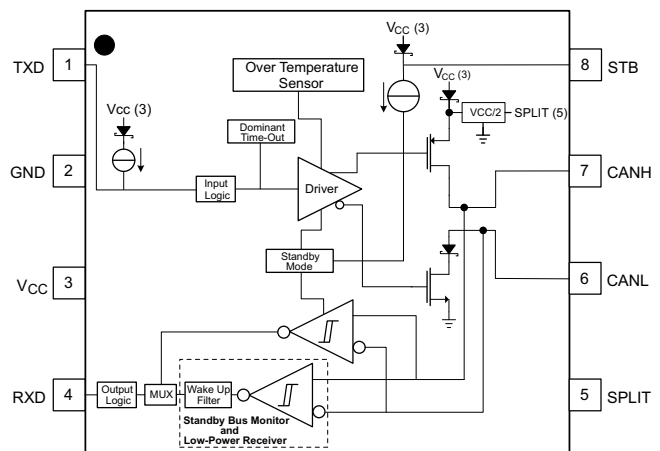 TXD
1
GND
2
VCC
3
RXD
4
8
STB
7
CANH
6
CANL
5
SPLIT
VCC (3)
VCC (3)
VCC (3)
VCC/2
SPLIT (5)
Over Temperature
Sensor
Dominant
Time-Out
Input
Logic
Driver
Standby
Mode
Output
Logic
MUX
Wake Up
Filter
Standby Bus Monitor
and
Low-Power Receiver